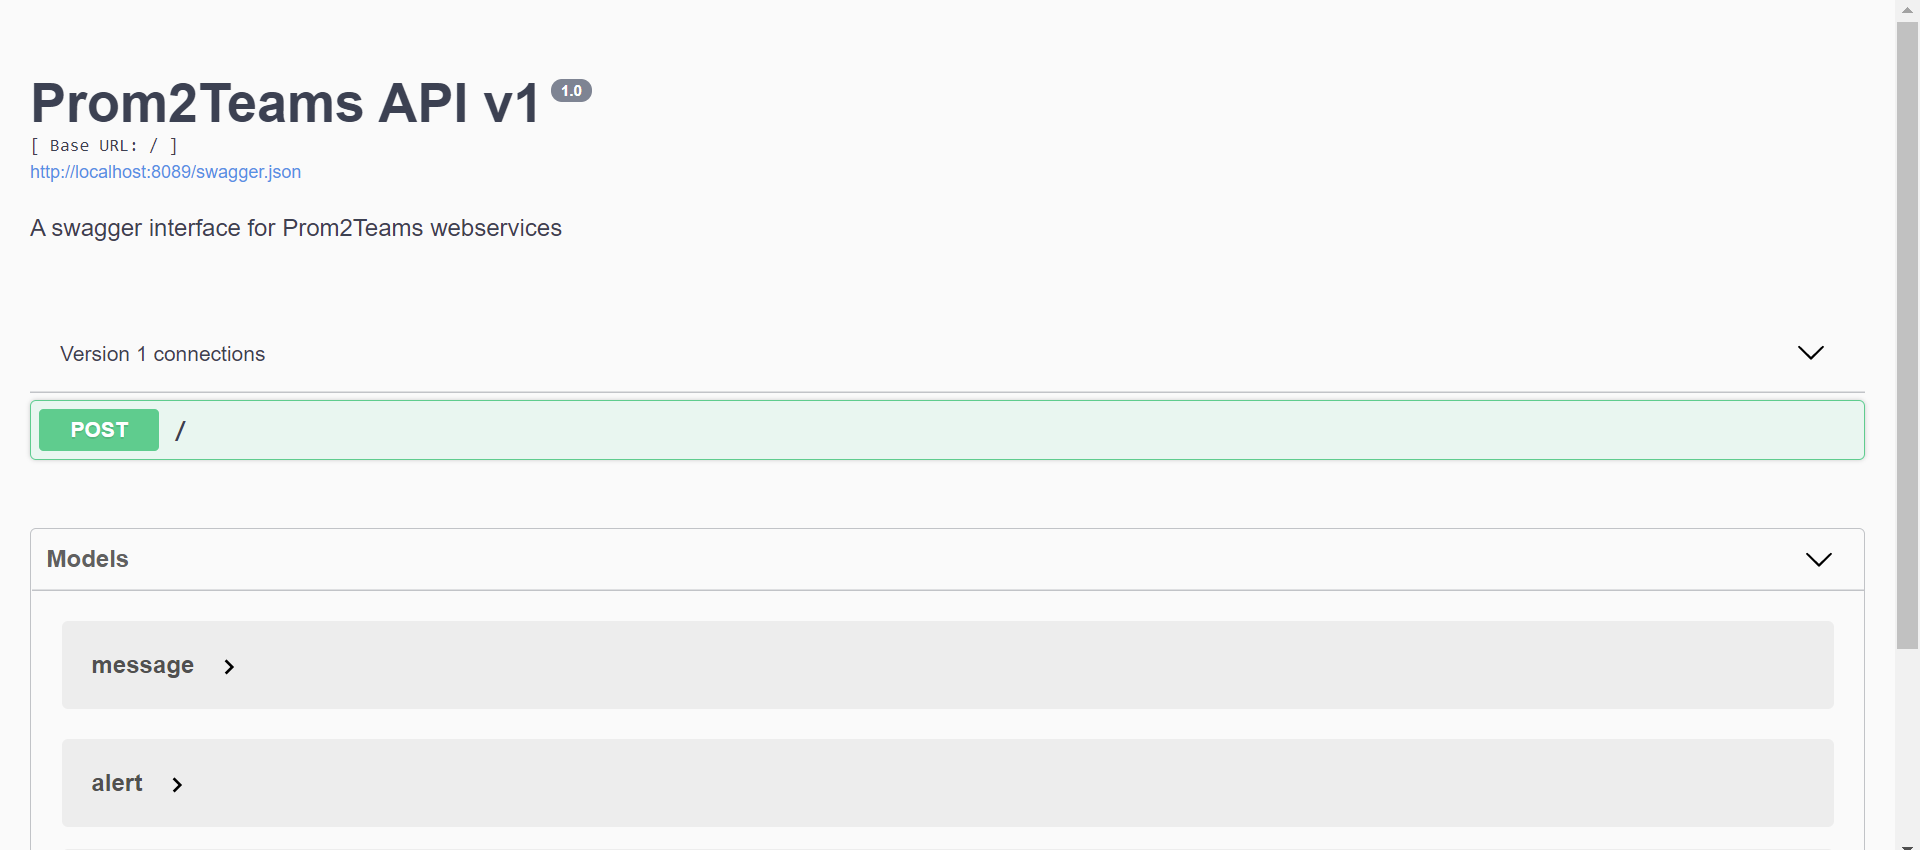 Prom2Teams API v1 1.0
[ Base URL: / ]
http://localhost:8089/swagger.json
A swagger interface for Prom2Teams webservices
Version 1 connections
POST /
Models
message
alert